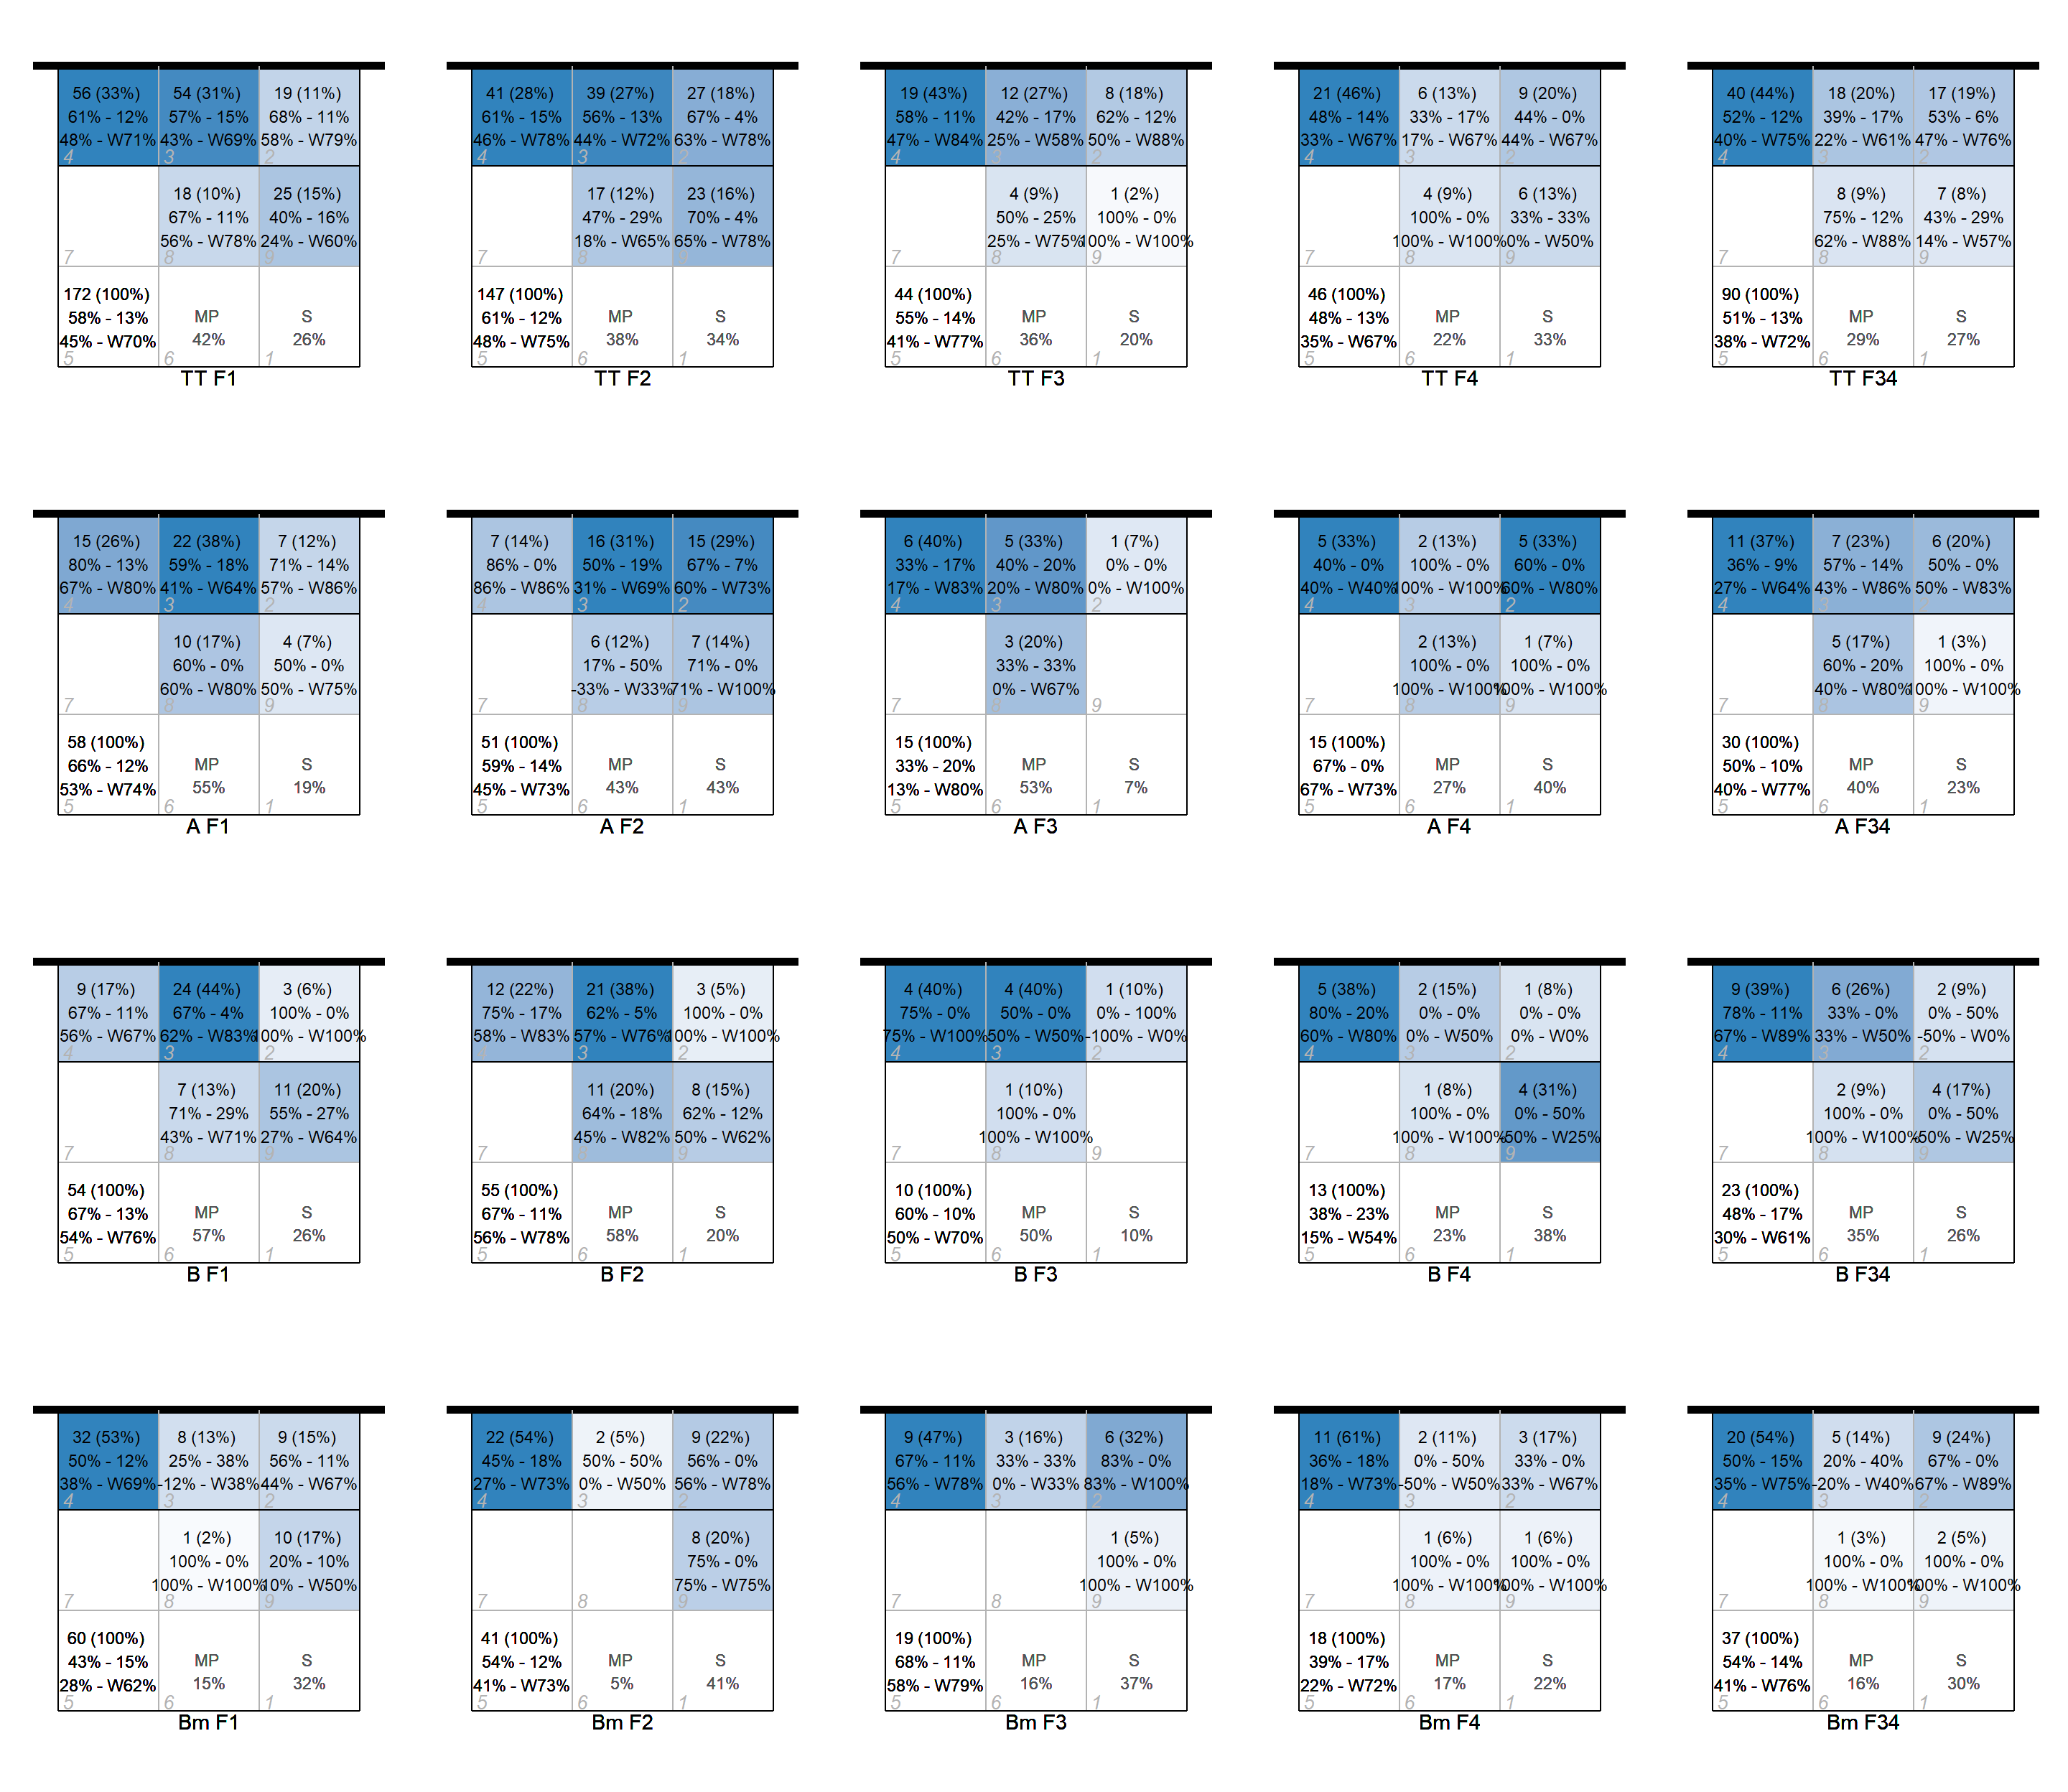 56 (33%)
61% - 12%
48% - W71%
4
54 (31%)
57% - 15%
43% - W69%
3
19 (11%)
68% - 11%
58% - W79%
2
7
18 (10%)
67% - 11%
56% - W78%
8
25 (15%)
40% - 16%
24% - W60%
9
172 (100%)
58% - 13%
45% - W70%
5
MP
42%
6
S
26%
1
TT F1
41 (28%)
61% - 15%
46% - W78%
4
39 (27%)
56% - 13%
44% - W72%
3
27 (18%)
67% - 4%
63% - W78%
2
7
17 (12%)
47% - 29%
18% - W65%
8
23 (16%)
70% - 4%
65% - W78%
9
147 (100%)
61% - 12%
48% - W75%
5
MP
38%
6
S
34%
1
TT F2
19 (43%)
58% - 11%
47% - W84%
4
12 (27%)
42% - 17%
25% - W58%
3
8 (18%)
62% - 12%
50% - W88%
2
7
4 (9%)
50% - 25%
25% - W75%
8
1 (2%)
100% - 0%
100% - W100%
9
44 (100%)
55% - 14%
41% - W77%
5
MP
36%
6
S
20%
1
TT F3
21 (46%)
48% - 14%
33% - W67%
4
6 (13%)
33% - 17%
17% - W67%
3
9 (20%)
44% - 0%
44% - W67%
2
7
4 (9%)
100% - 0%
100% - W100%
8
6 (13%)
33% - 33%
0% - W50%
9
46 (100%)
48% - 13%
35% - W67%
5
MP
22%
6
S
33%
1
TT F4
40 (44%)
52% - 12%
40% - W75%
4
18 (20%)
39% - 17%
22% - W61%
3
17 (19%)
53% - 6%
47% - W76%
2
7
8 (9%)
75% - 12%
62% - W88%
8
7 (8%)
43% - 29%
14% - W57%
9
90 (100%)
51% - 13%
38% - W72%
5
MP
29%
6
S
27%
1
TT F34
15 (26%)
80% - 13%
67% - W80%
4
22 (38%)
59% - 18%
41% - W64%
3
7 (12%)
71% - 14%
57% - W86%
2
7
10 (17%)
60% - 0%
60% - W80%
8
4 (7%)
50% - 0%
50% - W75%
9
58 (100%)
66% - 12%
53% - W74%
5
MP
55%
6
S
19%
1
A F1
7 (14%)
86% - 0%
86% - W86%
4
16 (31%)
50% - 19%
31% - W69%
3
15 (29%)
67% - 7%
60% - W73%
2
7
6 (12%)
17% - 50%
-33% - W33%
8
7 (14%)
71% - 0%
71% - W100%
9
51 (100%)
59% - 14%
45% - W73%
5
MP
43%
6
S
43%
1
A F2
6 (40%)
33% - 17%
17% - W83%
4
5 (33%)
40% - 20%
20% - W80%
3
1 (7%)
0% - 0%
0% - W100%
2
7
3 (20%)
33% - 33%
0% - W67%
8
9
15 (100%)
33% - 20%
13% - W80%
5
MP
53%
6
S
7%
1
A F3
5 (33%)
40% - 0%
40% - W40%
4
2 (13%)
100% - 0%
100% - W100%
3
5 (33%)
60% - 0%
60% - W80%
2
7
2 (13%)
100% - 0%
100% - W100%
8
1 (7%)
100% - 0%
100% - W100%
9
15 (100%)
67% - 0%
67% - W73%
5
MP
27%
6
S
40%
1
A F4
11 (37%)
36% - 9%
27% - W64%
4
7 (23%)
57% - 14%
43% - W86%
3
6 (20%)
50% - 0%
50% - W83%
2
7
5 (17%)
60% - 20%
40% - W80%
8
1 (3%)
100% - 0%
100% - W100%
9
30 (100%)
50% - 10%
40% - W77%
5
MP
40%
6
S
23%
1
A F34
9 (17%)
67% - 11%
56% - W67%
4
24 (44%)
67% - 4%
62% - W83%
3
3 (6%)
100% - 0%
100% - W100%
2
7
7 (13%)
71% - 29%
43% - W71%
8
11 (20%)
55% - 27%
27% - W64%
9
54 (100%)
67% - 13%
54% - W76%
5
MP
57%
6
S
26%
1
B F1
12 (22%)
75% - 17%
58% - W83%
4
21 (38%)
62% - 5%
57% - W76%
3
3 (5%)
100% - 0%
100% - W100%
2
7
11 (20%)
64% - 18%
45% - W82%
8
8 (15%)
62% - 12%
50% - W62%
9
55 (100%)
67% - 11%
56% - W78%
5
MP
58%
6
S
20%
1
B F2
4 (40%)
75% - 0%
75% - W100%
4
4 (40%)
50% - 0%
50% - W50%
3
1 (10%)
0% - 100%
-100% - W0%
2
7
1 (10%)
100% - 0%
100% - W100%
8
9
10 (100%)
60% - 10%
50% - W70%
5
MP
50%
6
S
10%
1
B F3
5 (38%)
80% - 20%
60% - W80%
4
2 (15%)
0% - 0%
0% - W50%
3
1 (8%)
0% - 0%
0% - W0%
2
7
1 (8%)
100% - 0%
100% - W100%
8
4 (31%)
0% - 50%
-50% - W25%
9
13 (100%)
38% - 23%
15% - W54%
5
MP
23%
6
S
38%
1
B F4
9 (39%)
78% - 11%
67% - W89%
4
6 (26%)
33% - 0%
33% - W50%
3
2 (9%)
0% - 50%
-50% - W0%
2
7
2 (9%)
100% - 0%
100% - W100%
8
4 (17%)
0% - 50%
-50% - W25%
9
23 (100%)
48% - 17%
30% - W61%
5
MP
35%
6
S
26%
1
B F34
32 (53%)
50% - 12%
38% - W69%
4
8 (13%)
25% - 38%
-12% - W38%
3
9 (15%)
56% - 11%
44% - W67%
2
7
1 (2%)
100% - 0%
100% - W100%
8
10 (17%)
20% - 10%
10% - W50%
9
60 (100%)
43% - 15%
28% - W62%
5
MP
15%
6
S
32%
1
Bm F1
22 (54%)
45% - 18%
27% - W73%
4
2 (5%)
50% - 50%
0% - W50%
3
9 (22%)
56% - 0%
56% - W78%
2
7
8
8 (20%)
75% - 0%
75% - W75%
9
41 (100%)
54% - 12%
41% - W73%
5
MP
5%
6
S
41%
1
Bm F2
9 (47%)
67% - 11%
56% - W78%
4
3 (16%)
33% - 33%
0% - W33%
3
6 (32%)
83% - 0%
83% - W100%
2
7
8
1 (5%)
100% - 0%
100% - W100%
9
19 (100%)
68% - 11%
58% - W79%
5
MP
16%
6
S
37%
1
Bm F3
11 (61%)
36% - 18%
18% - W73%
4
2 (11%)
0% - 50%
-50% - W50%
3
3 (17%)
33% - 0%
33% - W67%
2
7
1 (6%)
100% - 0%
100% - W100%
8
1 (6%)
100% - 0%
100% - W100%
9
18 (100%)
39% - 17%
22% - W72%
5
MP
17%
6
S
22%
1
Bm F4
20 (54%)
50% - 15%
35% - W75%
4
5 (14%)
20% - 40%
-20% - W40%
3
9 (24%)
67% - 0%
67% - W89%
2
7
1 (3%)
100% - 0%
100% - W100%
8
2 (5%)
100% - 0%
100% - W100%
9
37 (100%)
54% - 14%
41% - W76%
5
MP
16%
6
S
30%
1
Bm F34